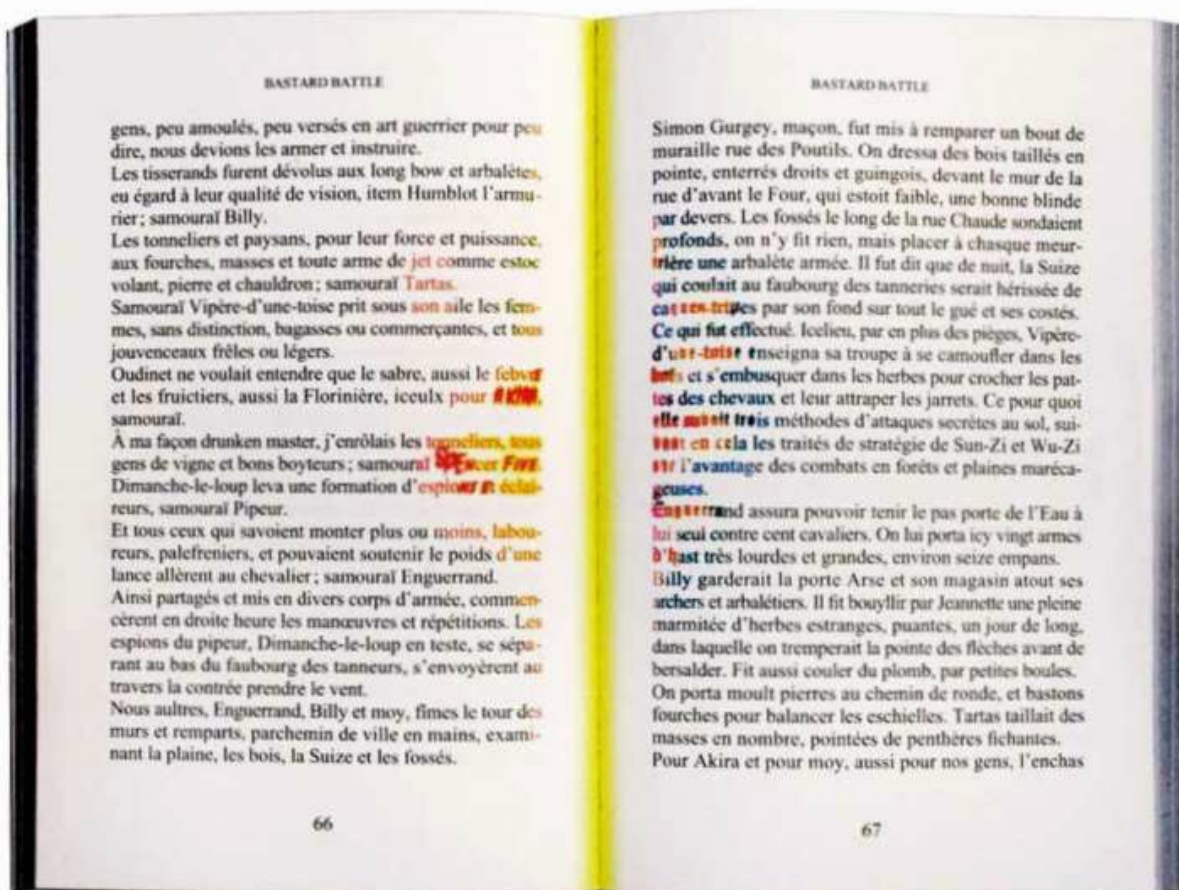 BASTARD BATTLE
gens, peu amoulés, peu versés en art guerrier pour peu
dire, nous devions les armer et instruire.
Les tisserands furent dévolus aux long bow et arbalètes,
eu égard à leur qualité de vision, item Humblot l'armu-
rier ; samouraï Billy.
Les tonneliers et paysans, pour leur force et puissance,
aux fourches, masses et toute arme de jet comme estoc
volant, pierre et chauldron ; samouraï Tartas.
Samouraï Vipère-d'une-toise prit sous son aile les fem-
mes, sans distinction, bagasses ou commerçantes, et tous
jouvenceaux frêles ou légers.
Oudinet ne voulait entendre que le sabre, aussi le febvre
et les fruictiers, aussi la Florinière, iceulx pour
samouraï.
À ma façon drunken master, j'enrôlais les tonneliers, tous
gens de vigne et bons boyteurs ; samouraï Spencer Five.
Dimanche-le-loup leva une formation d'espions et éclai-
reurs, samouraï Pipeur.
Et tous ceux qui savoient monter plus ou moins, labou-
reurs, palefreniers, et pouvaient soutenir le poids d'une
lance allèrent au chevalier ; samouraï Enguerrand.
Ainsi partagés et mis en divers corps d'armée, commen-
cèrent en droite heure les manœuvres et répétitions. Les
espions du pipeur, Dimanche-le-loup en teste, se sépa-
rant au bas du faubourg des tanneurs, s'envoyèrent au
travers la contrée prendre le vent.
Nous aultres, Enguerrand, Billy et moy, fîmes le tour des
murs et remparts, parchemin de ville en mains, exami-
nant la plaine, les bois, la Suize et les fossés.
66
BASTARD BATTLE
Simon Gurgey, maçon, fut mis à remparer un bout de
muraille rue des Poutils. On dressa des bois taillés en
pointe, enterrés droits et guingois, devant le mur de la
rue d'avant le Four, qui estoit faible, une bonne blinde
par devers. Les fossés le long de la rue Chaude sondaient
profonds, on n'y fit rien, mais placer à chasque meur-
trière une arbalète armée. Il fut dit que de nuit, la Suize
qui coulait au faubourg des tanneries serait hérissée de
caques-tripes par son fond sur tout le gué et ses costés.
Ce qui fut effectué. Icelieu, par en plus des pièges, Vipère-
d'une-toise enseigna sa troupe à se camoufler dans les
bois et s'embusquer dans les herbes pour crocher les pat-
tes des chevaux et leur attraper les jarrets. Ce pour quoi
elle savoit trois méthodes d'attaques secrètes au sol, sui-
vant en cela les traités de stratégie de Sun-Zi et Wu-Zi
sur l'avantage des combats en forêts et plaines maréca-
geuses.
Enguerrand assura pouvoir tenir le pas porte de l'Eau à
lui seul contre cent cavaliers. On lui porta icy vingt armes
d'hast très lourdes et grandes, environ seize empans.
Billy garderait la porte Arse et son magasin atout ses
archers et arbalétiers. Il fit bouyllir par Jeannette une pleine
marmitée d'herbes estranges, puantes, un jour de long,
dans laquelle on tremperait la pointe des flèches avant de
bersalder. Fit aussi couler du plomb, par petites boules.
On porta moult pierres au chemin de ronde, et bastons
fourches pour balancer les eschielles. Tartas taillait des
masses en nombre, pointées de penthères fichantes.
Pour Akira et pour moy, aussi pour nos gens, l'enchas
67